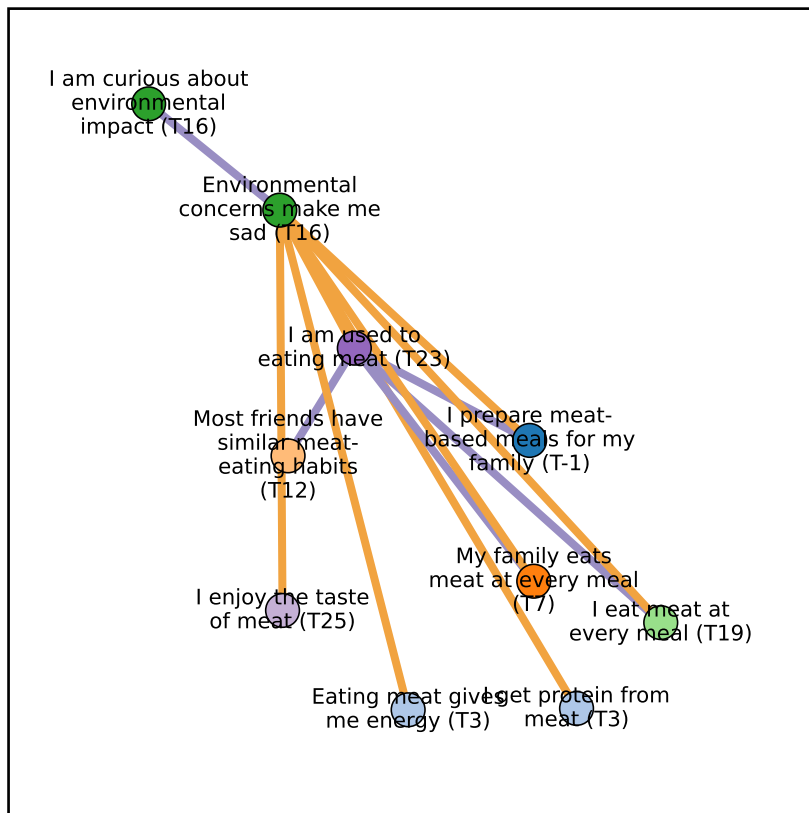 I am curious about
environmental
impact (T16)
Environmental
concerns make me
sad (T16)
I am used to
eating meat (T23)
Most friends have
similar meat-
eating habits
(T12)
I prepare meat-
based meals for my
family (T-1)
My family eats
meat at every meal
(T7)
I eat meat at
every meal (T19)
I enjoy the taste
of meat (T25)
Eating meat gives
me energy (T3)
I get protein from
meat (T3)